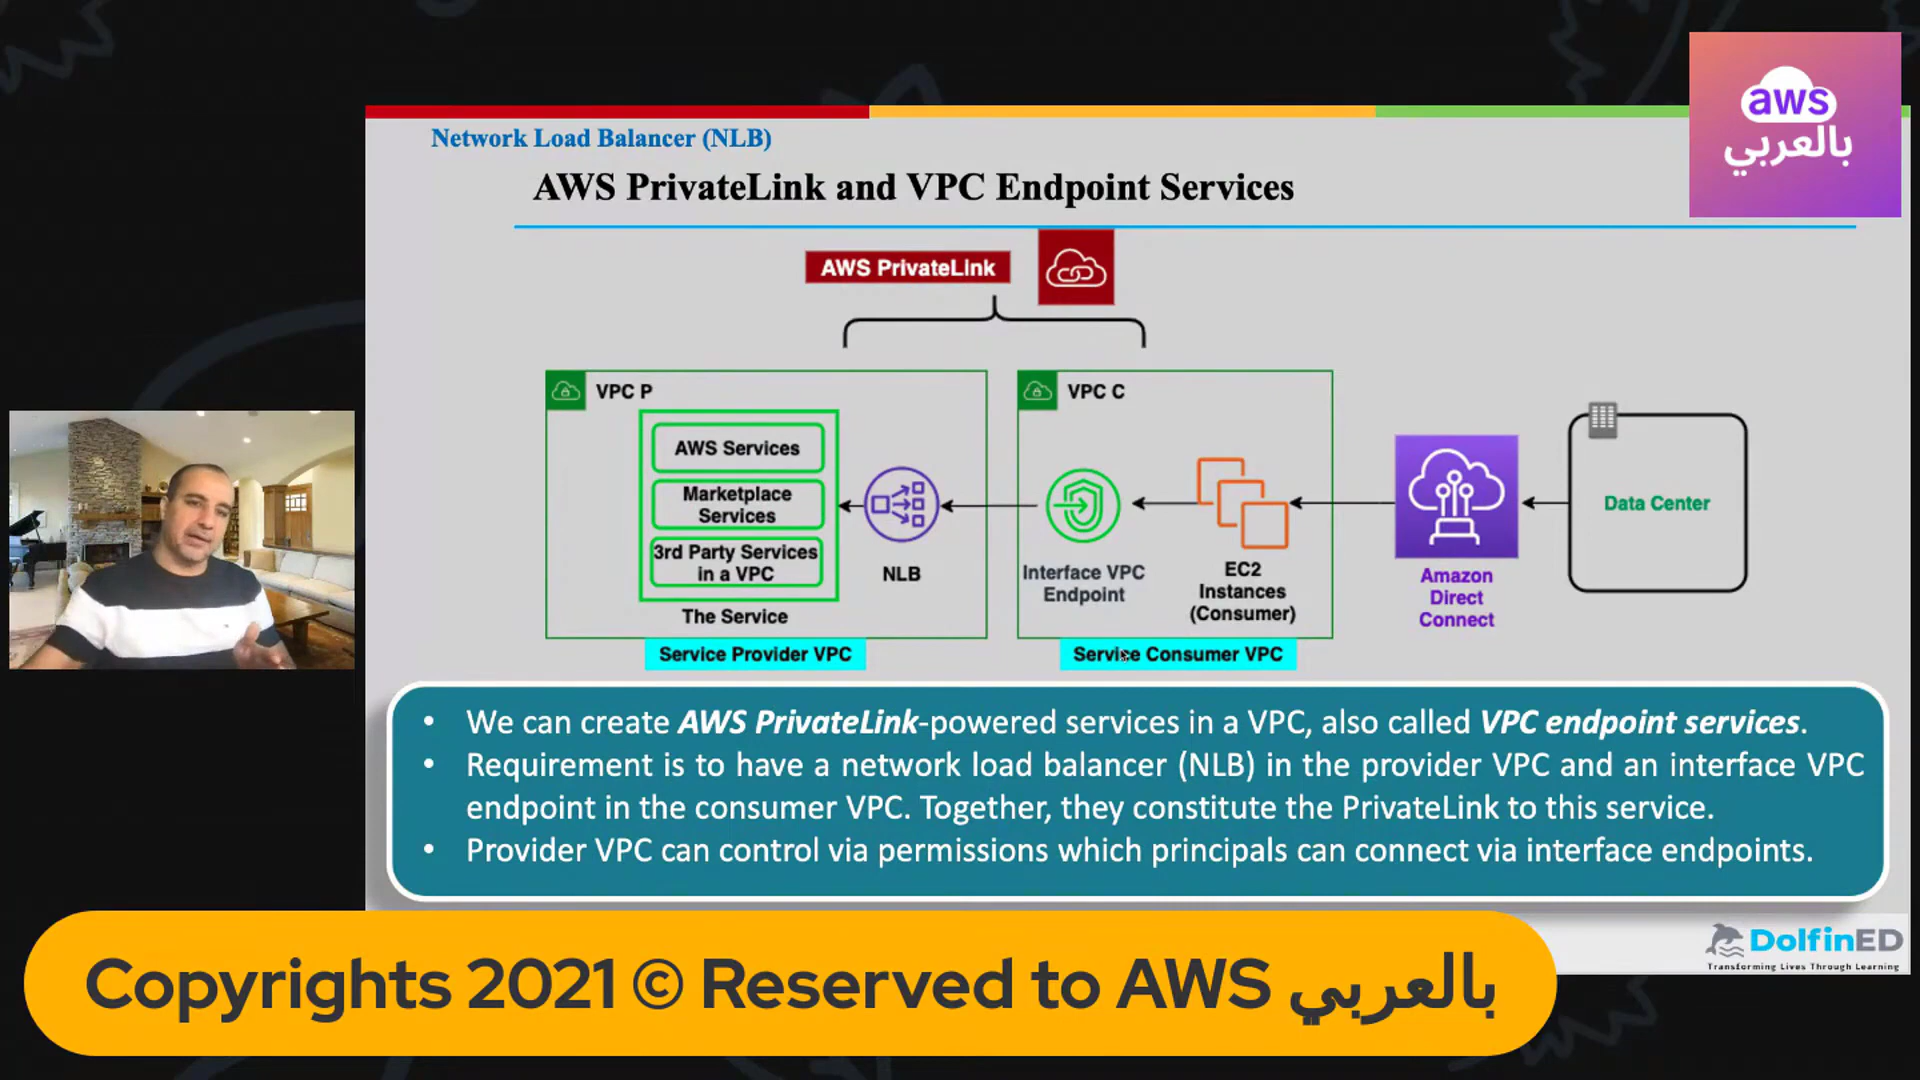 aws
بالعربي
Network Load Balancer (NLB)
AWS PrivateLink and VPC Endpoint Services
AWS PrivateLink
VPC P
AWS Services
Marketplace
Services
3rd Party Services
in a VPC
The Service
NLB
Service Provider VPC
VPC C
Interface VPC
Endpoint
EC2
Instances
(Consumer)
Service Consumer VPC
Amazon
Direct
Connect
Data Center
• We can create AWS PrivateLink-powered services in a VPC, also called VPC endpoint services.
• Requirement is to have a network load balancer (NLB) in the provider VPC and an interface VPC
endpoint in the consumer VPC. Together, they constitute the PrivateLink to this service.
• Provider VPC can control via permissions which principals can connect via interface endpoints.
DolfinED
Transforming Lives Through Learning
Copyrights 2021 © Reserved to AWS بالعربي